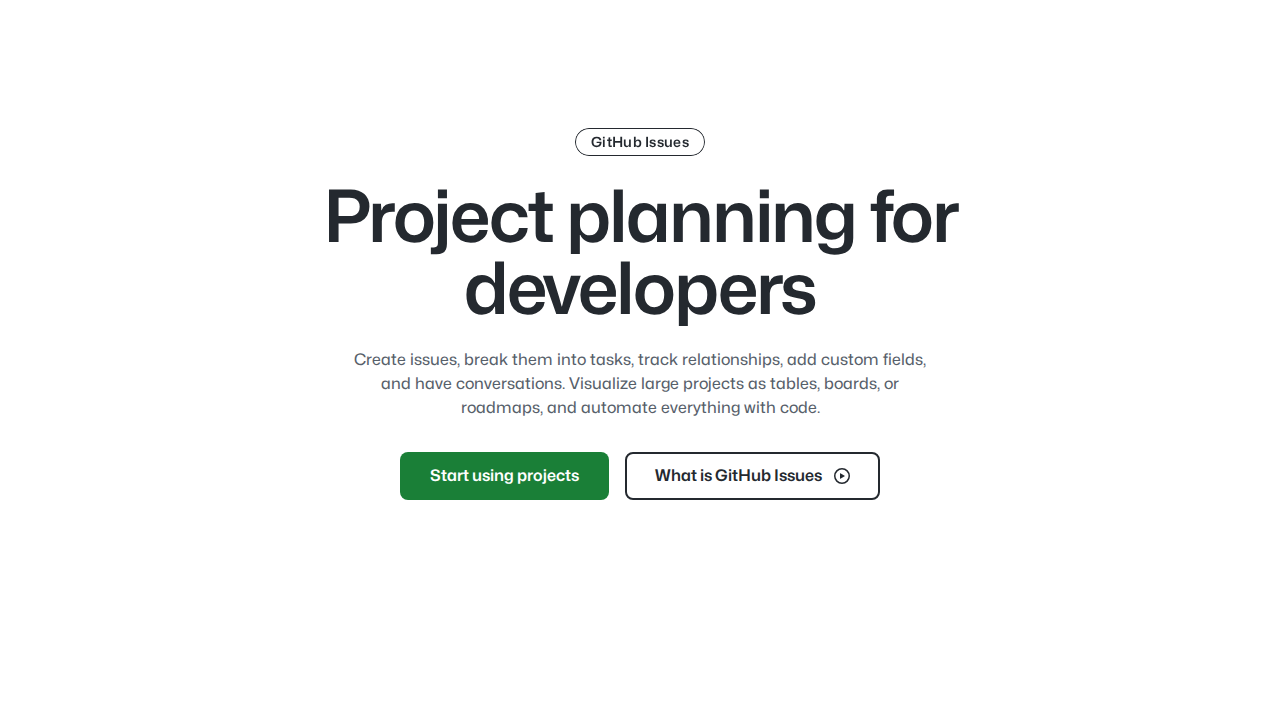 GitHub Issues
Project planning for
developers
Create issues, break them into tasks, track relationships, add custom fields,
and have conversations. Visualize large projects as tables, boards, or
roadmaps, and automate everything with code.
Start using projects
What is GitHub Issues